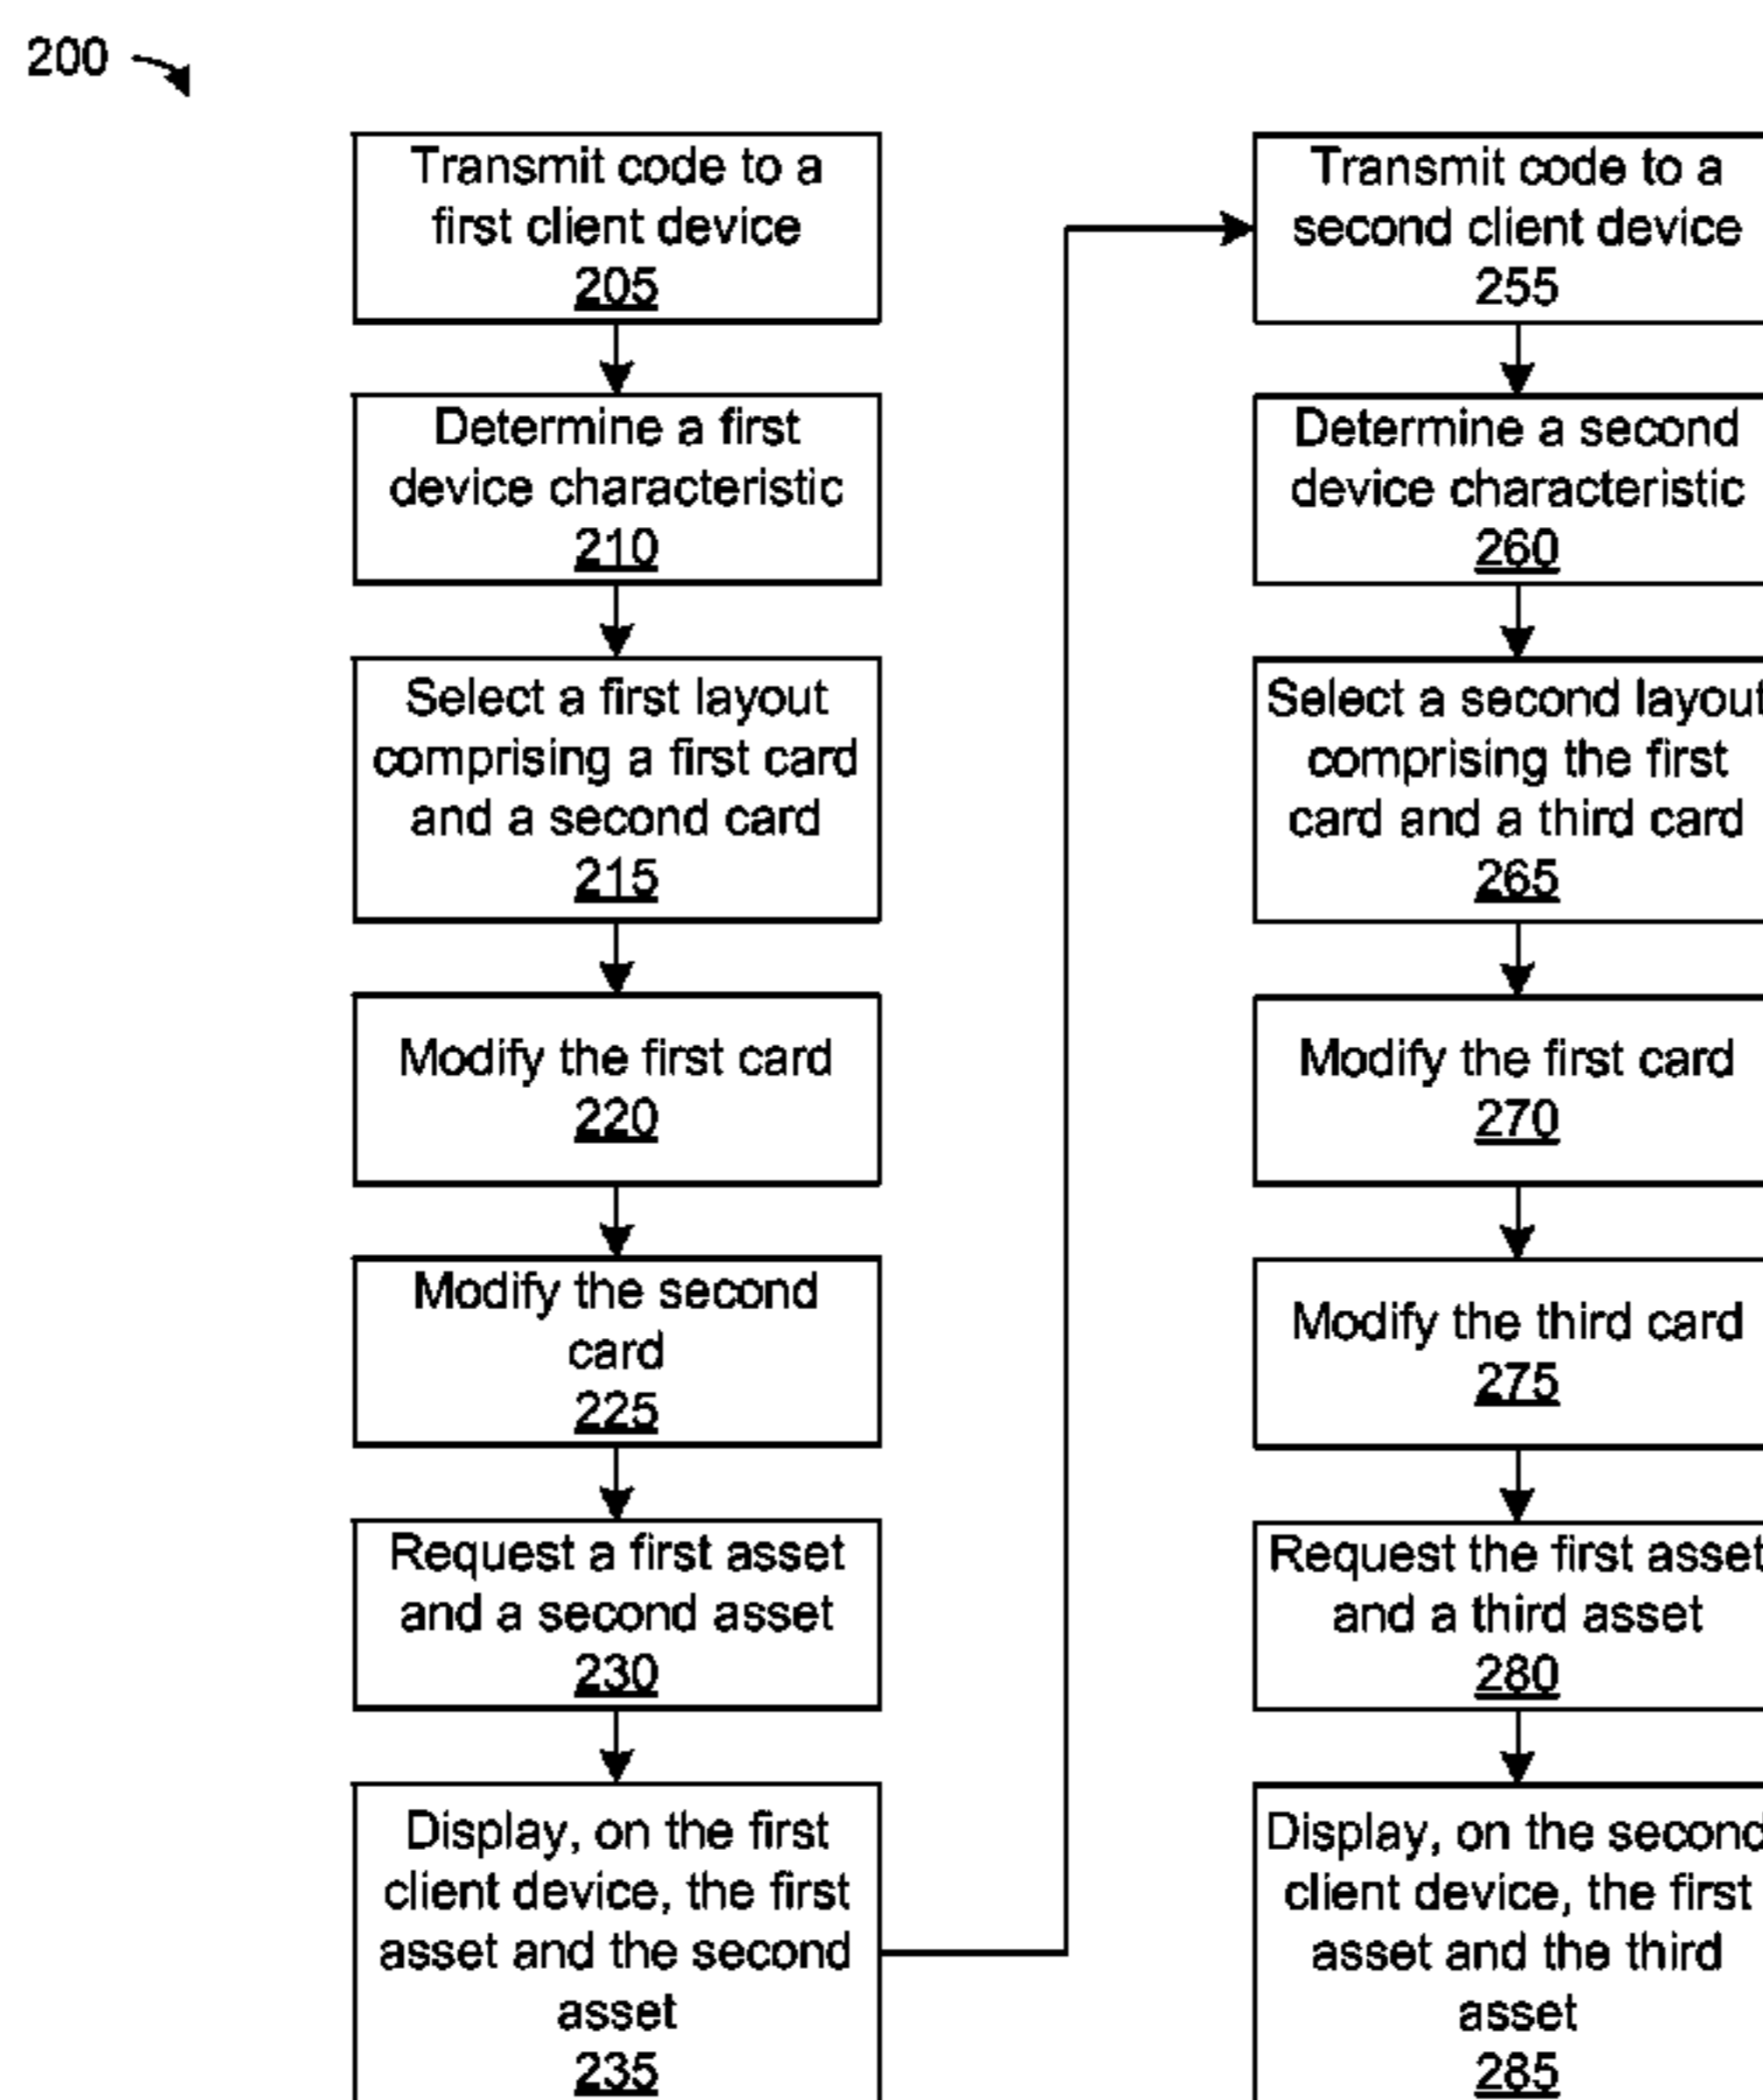 200
Transmit code to a
first client device
205
Determine a first
device characteristic
210
Select a first layout
comprising a first card
and a second card
215
Modify the first card
220
Modify the second
card
225
Request a first asset
and a second asset
230
Display, on the first
client device, the first
asset and the second
asset
235
Transmit code to a
second client device
255
Determine a second
device characteristic
260
Select a second layout
comprising the first
card and a third card
265
Modify the first card
270
Modify the third card
275
Request the first asset
and a third asset
280
Display, on the second
client device, the first
asset and the third
asset
285